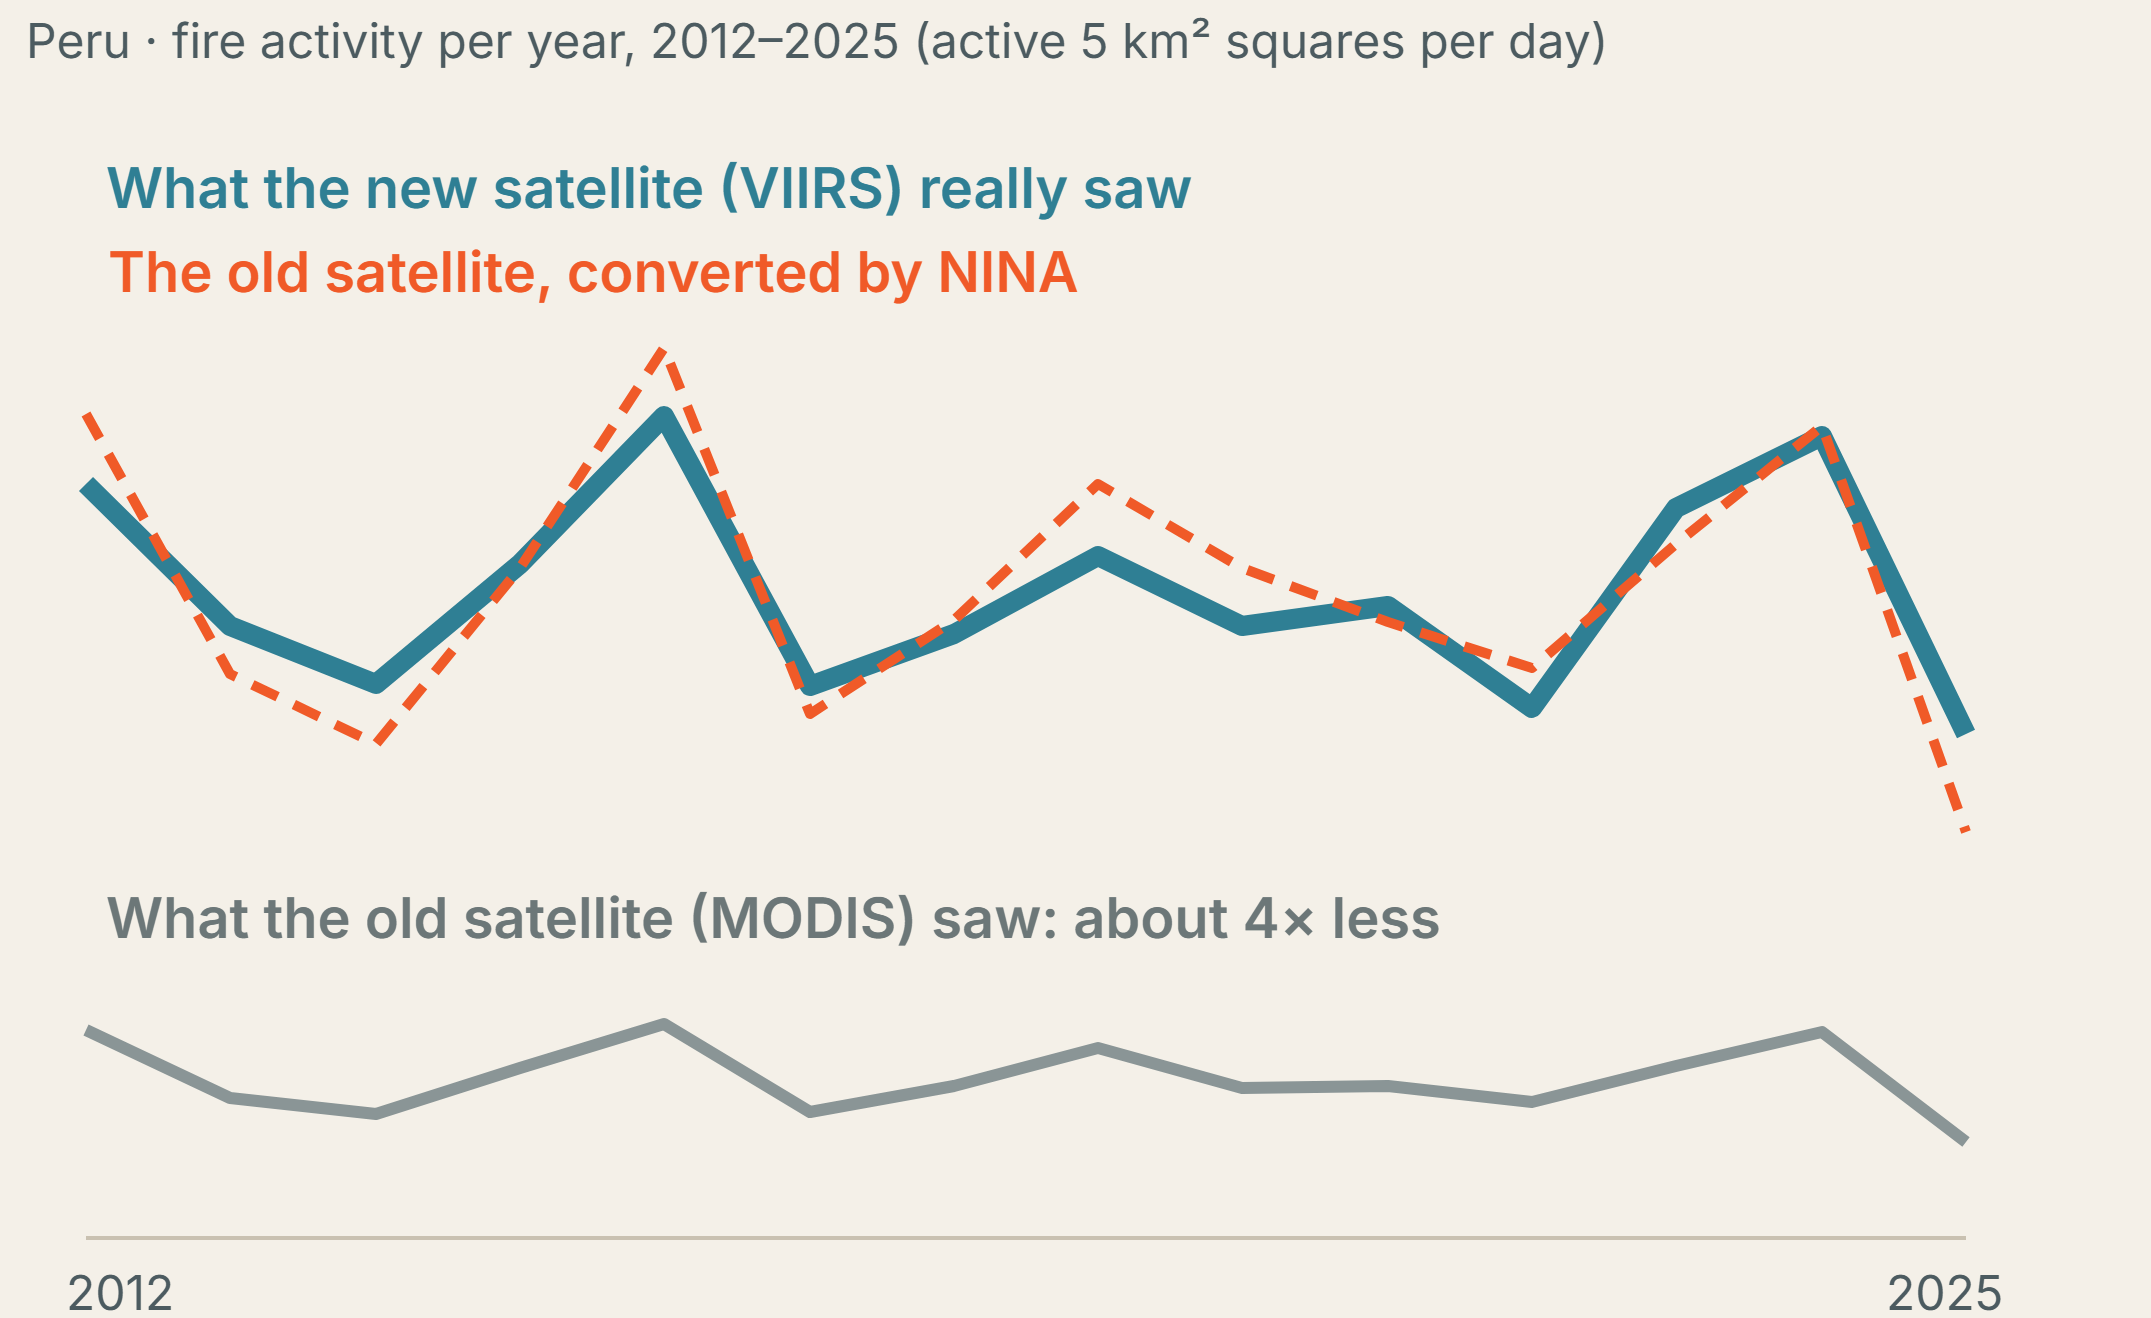 Peru · fire activity per year, 2012–2025 (active 5 km² squares per day)
What the new satellite (VIIRS) really saw
The old satellite, converted by NINA
What the old satellite (MODIS) saw: about 4× less
2012 2025